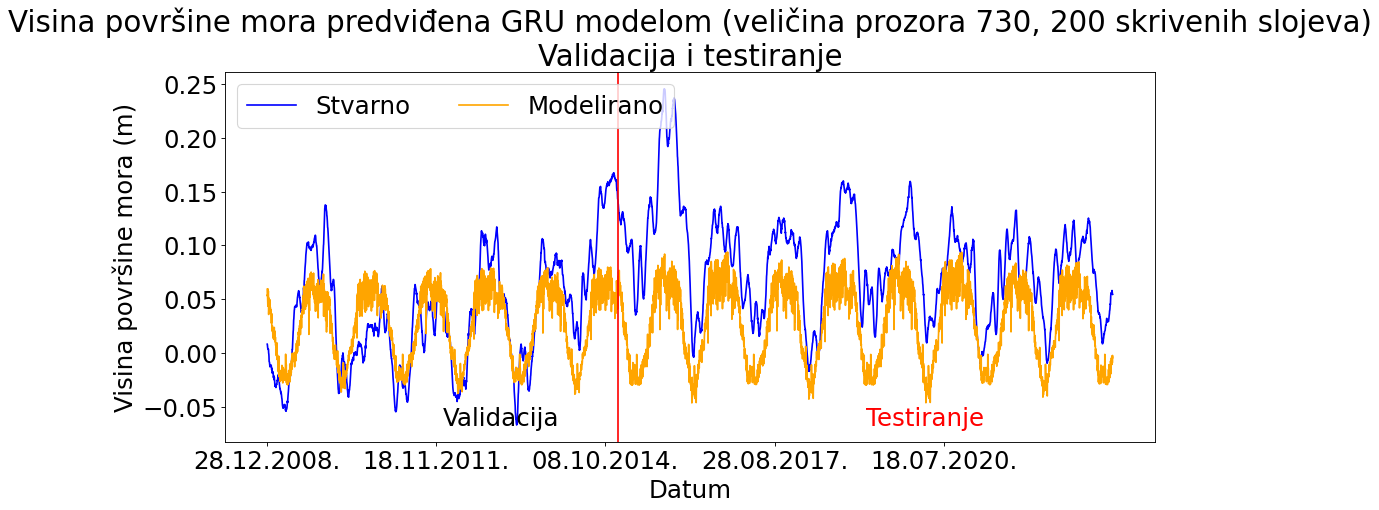 Visina površine mora predviđena GRU modelom (veličina prozora 730, 200 skrivenih slojeva)
Validacija i testiranje
Stvarno Modelirano
Visina površine mora (m)
0.25
0.20
0.15
0.10
0.05
0.00
−0.05
Validacija Testiranje
28.12.2008. 18.11.2011. 08.10.2014. 28.08.2017. 18.07.2020.
Datum